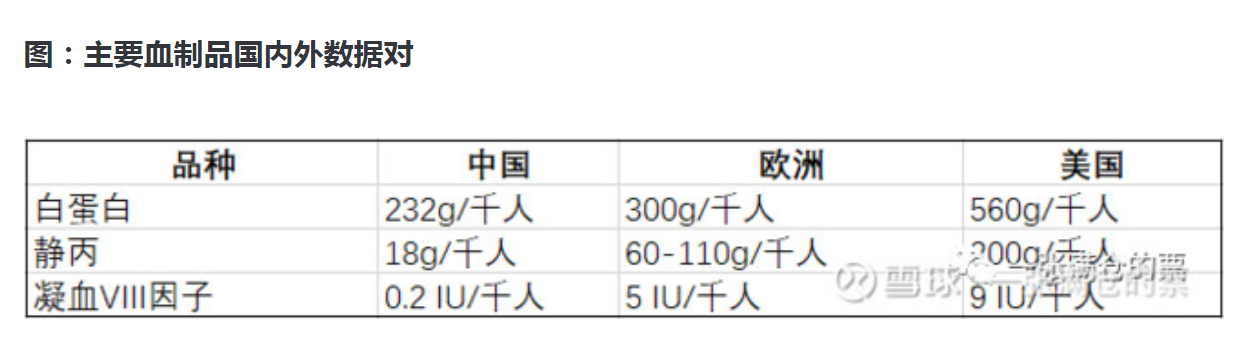 图：主要血制品国内外数据对
品种 中国 欧洲 美国
白蛋白 232g/千人 300g/千人 560g/千人
静丙 18g/千人 60-110g/千人 200g/千人
凝血VIII因子 0.2 IU/千人 5 IU/千人 9 IU/千人
雪球